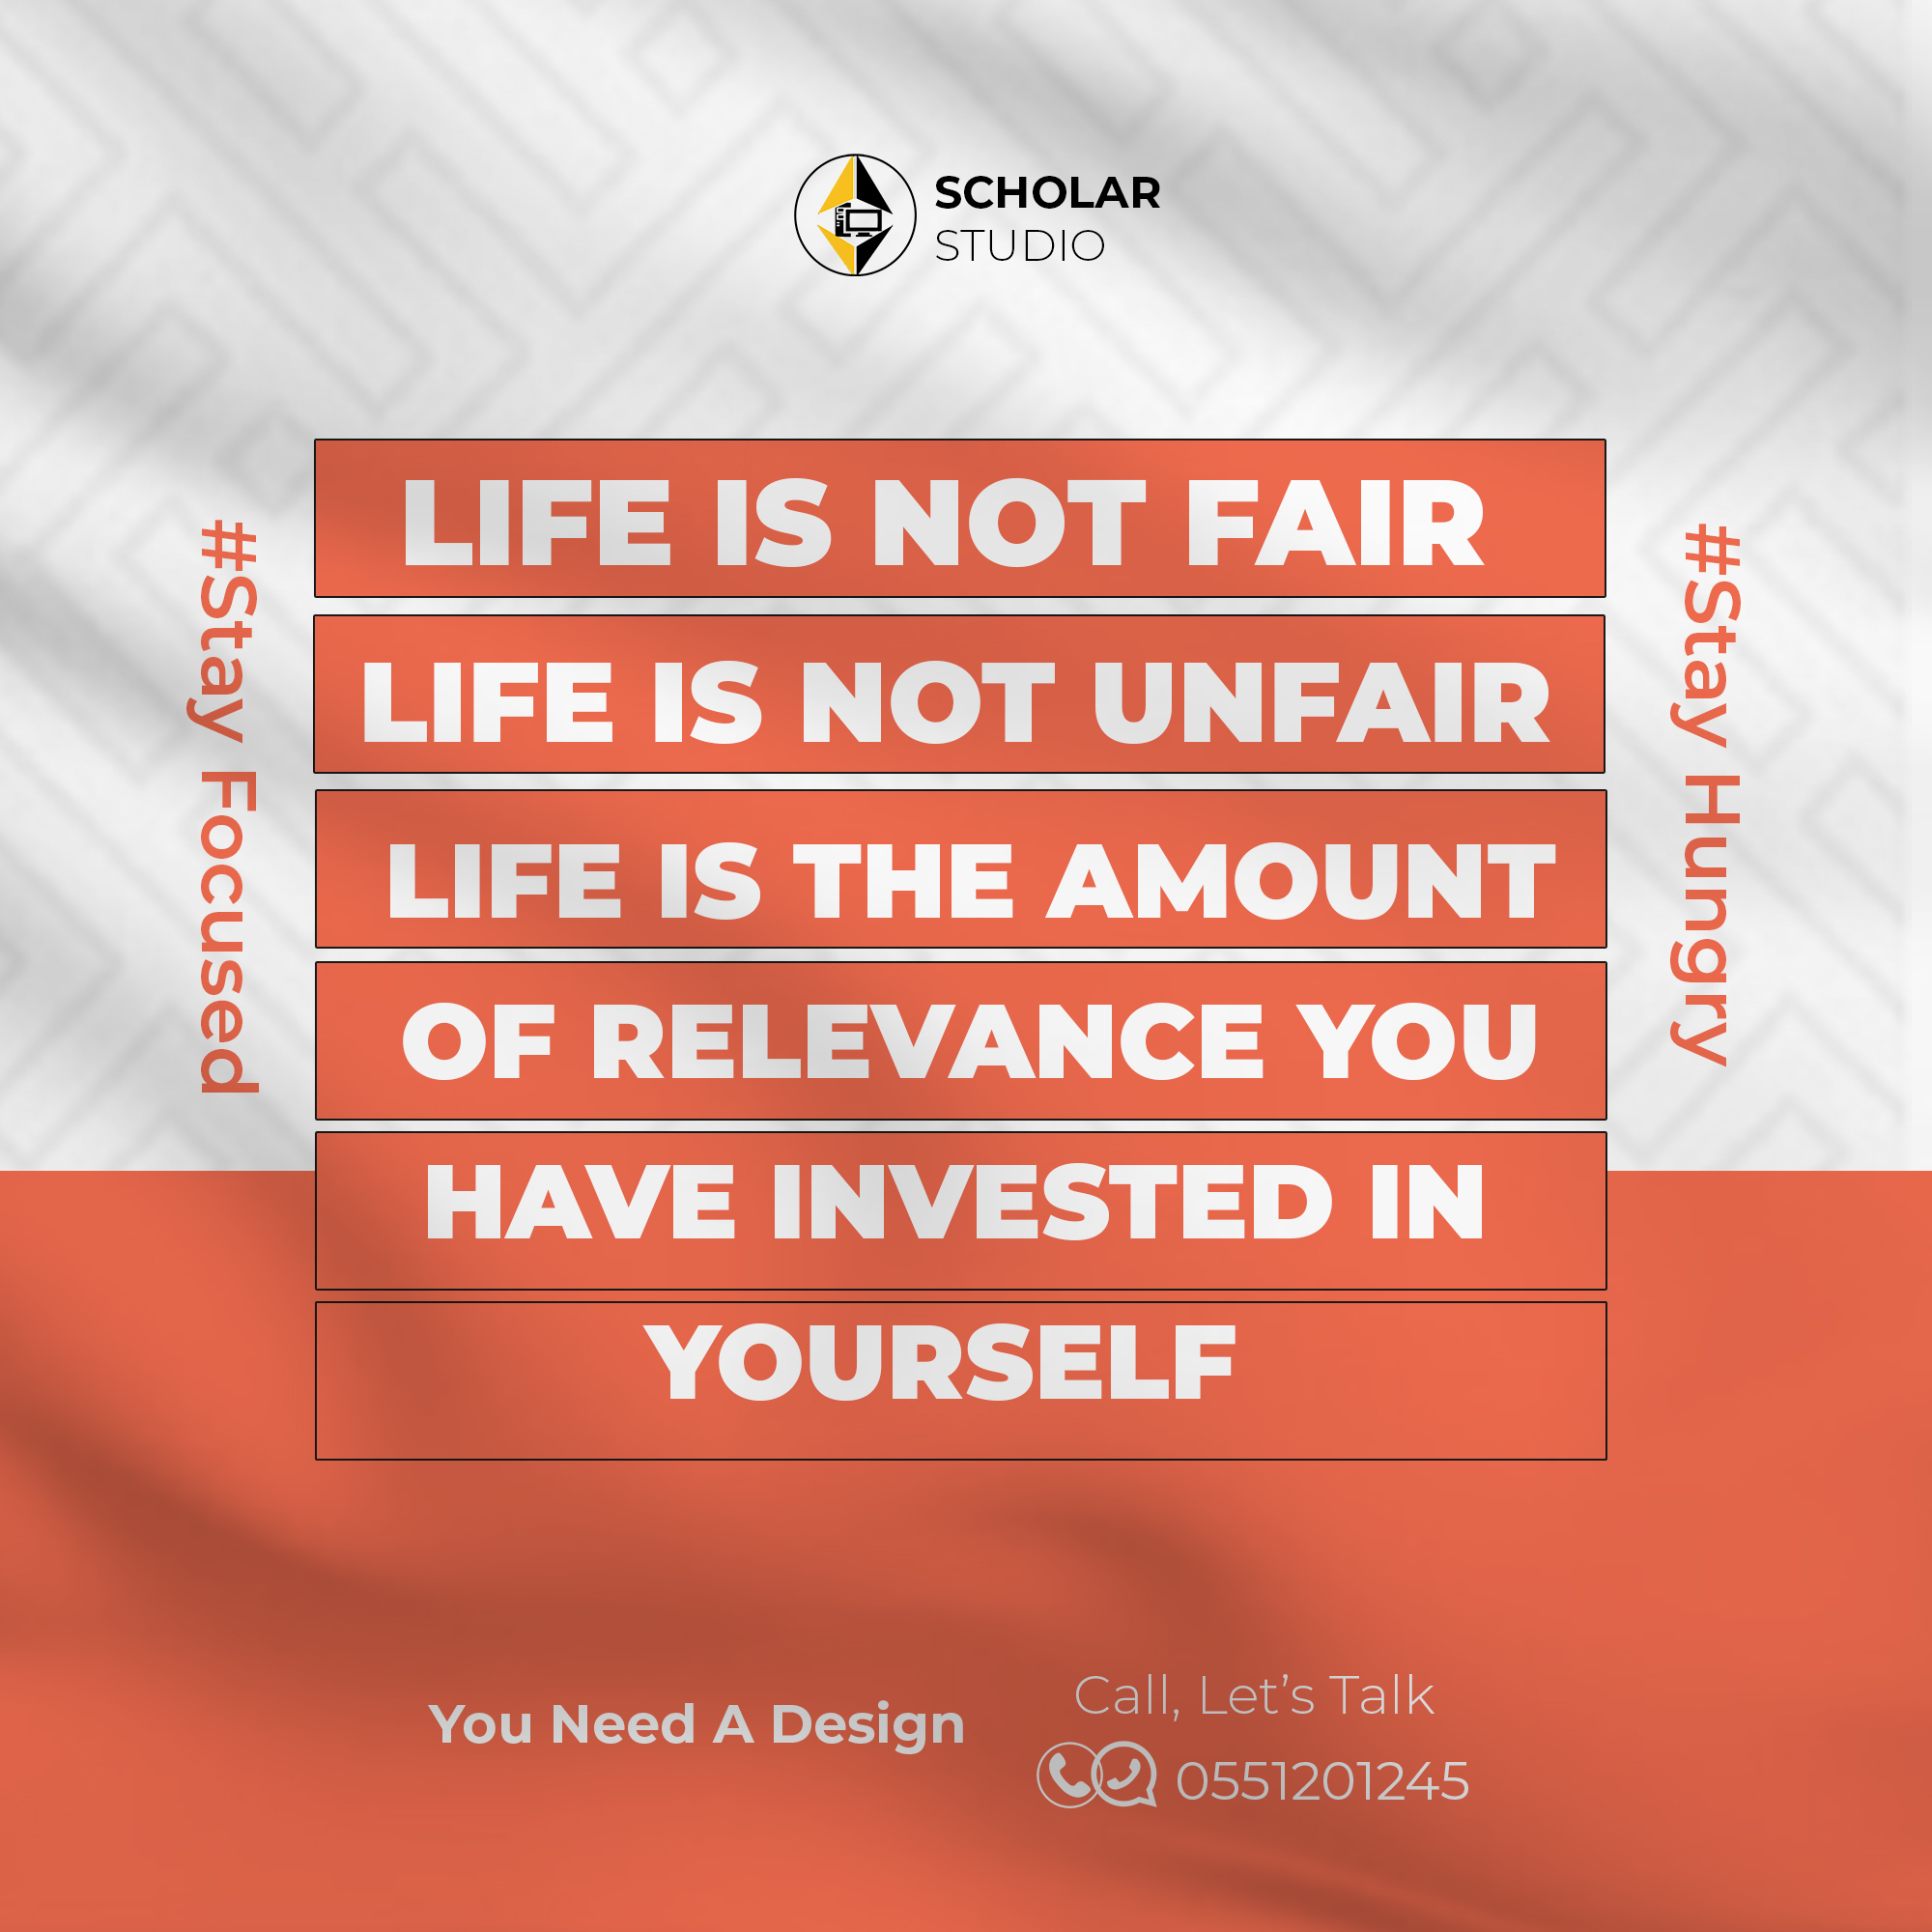 SCHOLAR
STUDIO
LIFE IS NOT FAIR
LIFE IS NOT UNFAIR
LIFE IS THE AMOUNT
OF RELEVANCE YOU
HAVE INVESTED IN
YOURSELF
#Stay Focused
#Stay Hungry
You Need A Design
Call, Let’s Talk
0551201245